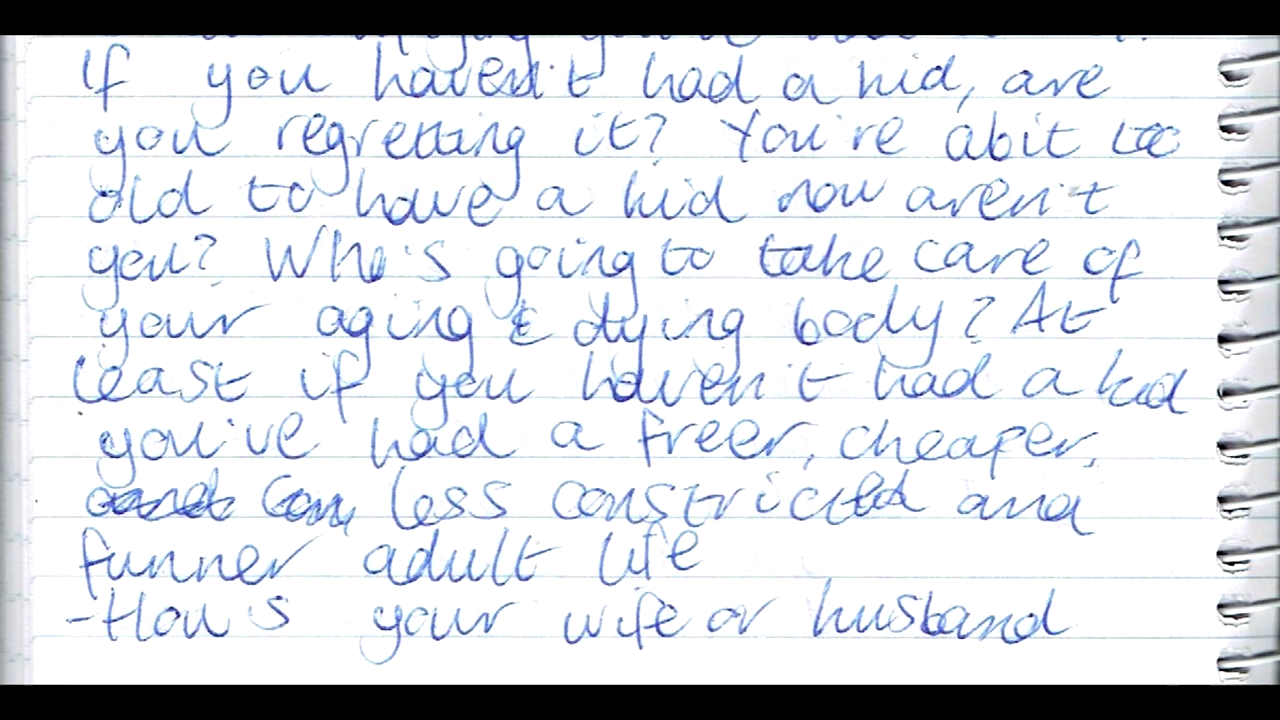 If you haven't had a kid, are
you regretting it? You're abit too
old to have a kid now aren't
you? Who's going to take care of
your aging & dying body? At
least if you haven't had a kid
you've had a freer, cheaper,
less constricted and
funner adult life
-How's your wife or husband